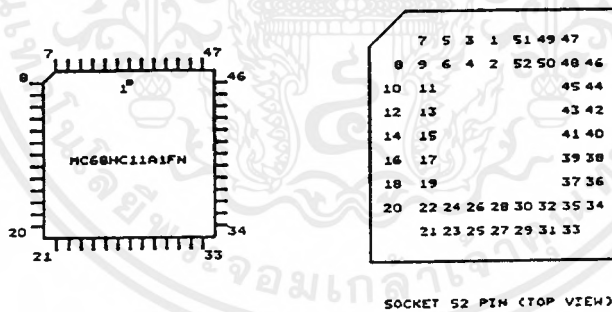 7 47
8 46
1
MC68HC11A1FN
20 34
21 33
7 5 3 1 51 49 47
8 9 6 4 2 52 50 48 46
10 11 45 44
12 13 43 42
14 15 41 40
16 17 39 38
18 19 37 36
20 22 24 26 28 30 32 35 34
21 23 25 27 29 31 33
SOCKET 52 PIN (TOP VIEW)